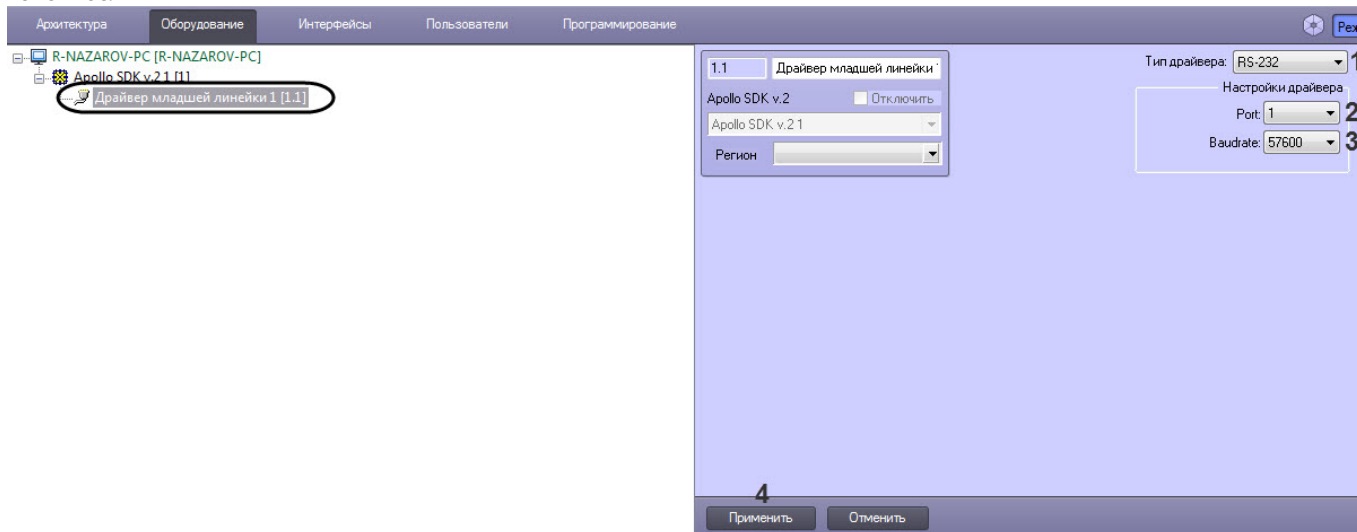 Архитектура Оборудование Интерфейсы Пользователи Программирование
R-NAZAROV-PC [R-NAZAROV-PC]
Apollo SDK v.2 1 [1]
Драйвер младшей линейки 1 [1.1]
1.1 Драйвер младшей линейки
Apollo SDK v.2 Отключить
Apollo SDK v.2 1
Регион
Тип драйвера: RS-232 1
Настройки драйвера
Port: 1 2
Baudrate: 57600 3
4
Применить Отменить